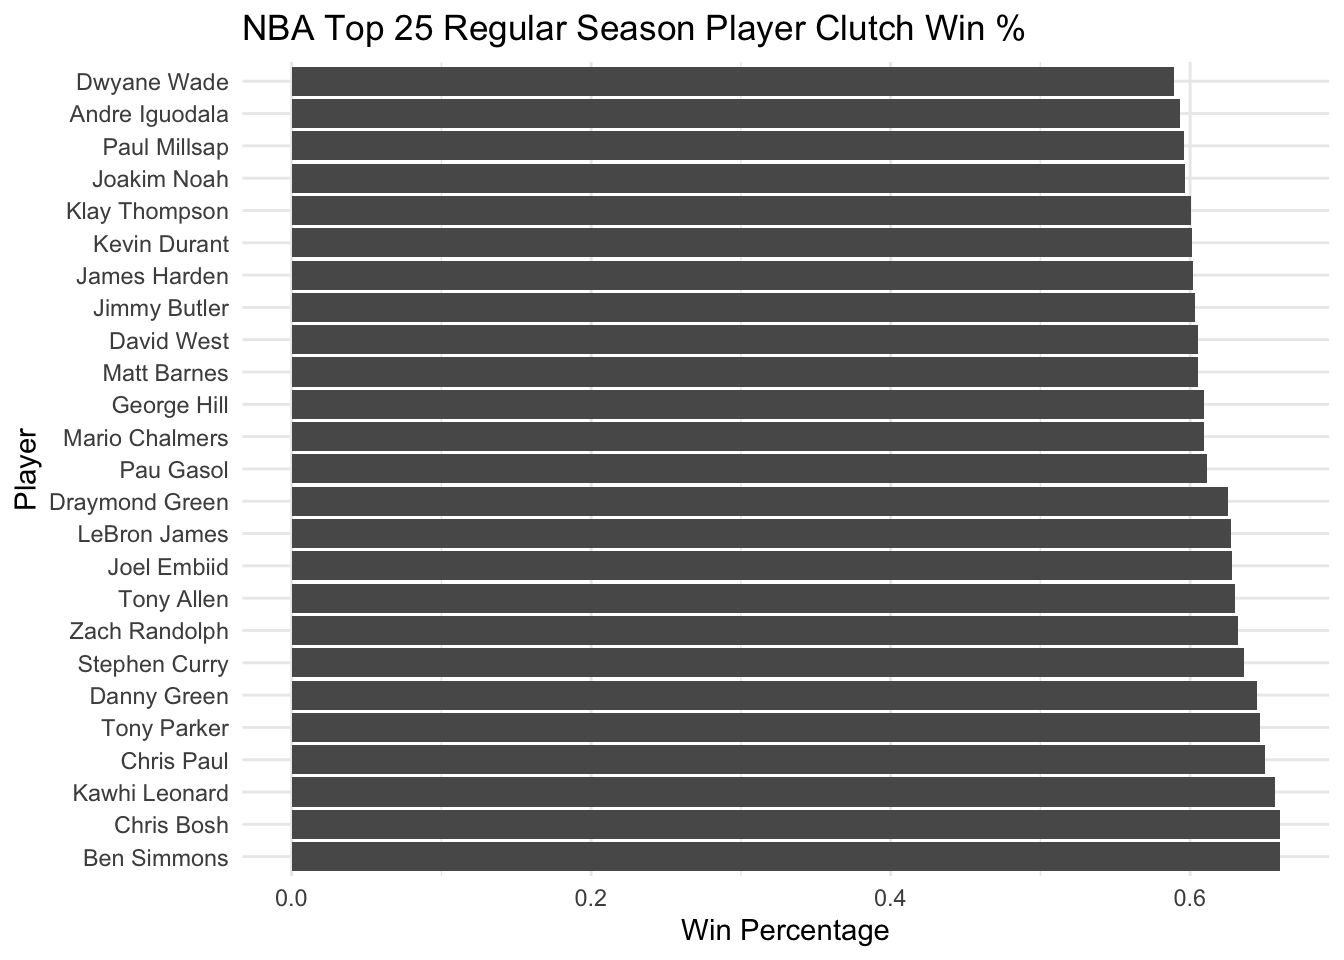 NBA Top 25 Regular Season Player Clutch Win %
Player
Dwyane Wade
Andre Iguodala
Paul Millsap
Joakim Noah
Klay Thompson
Kevin Durant
James Harden
Jimmy Butler
David West
Matt Barnes
George Hill
Mario Chalmers
Pau Gasol
Draymond Green
LeBron James
Joel Embiid
Tony Allen
Zach Randolph
Stephen Curry
Danny Green
Tony Parker
Chris Paul
Kawhi Leonard
Chris Bosh
Ben Simmons
0.0 0.2 0.4 0.6
Win Percentage